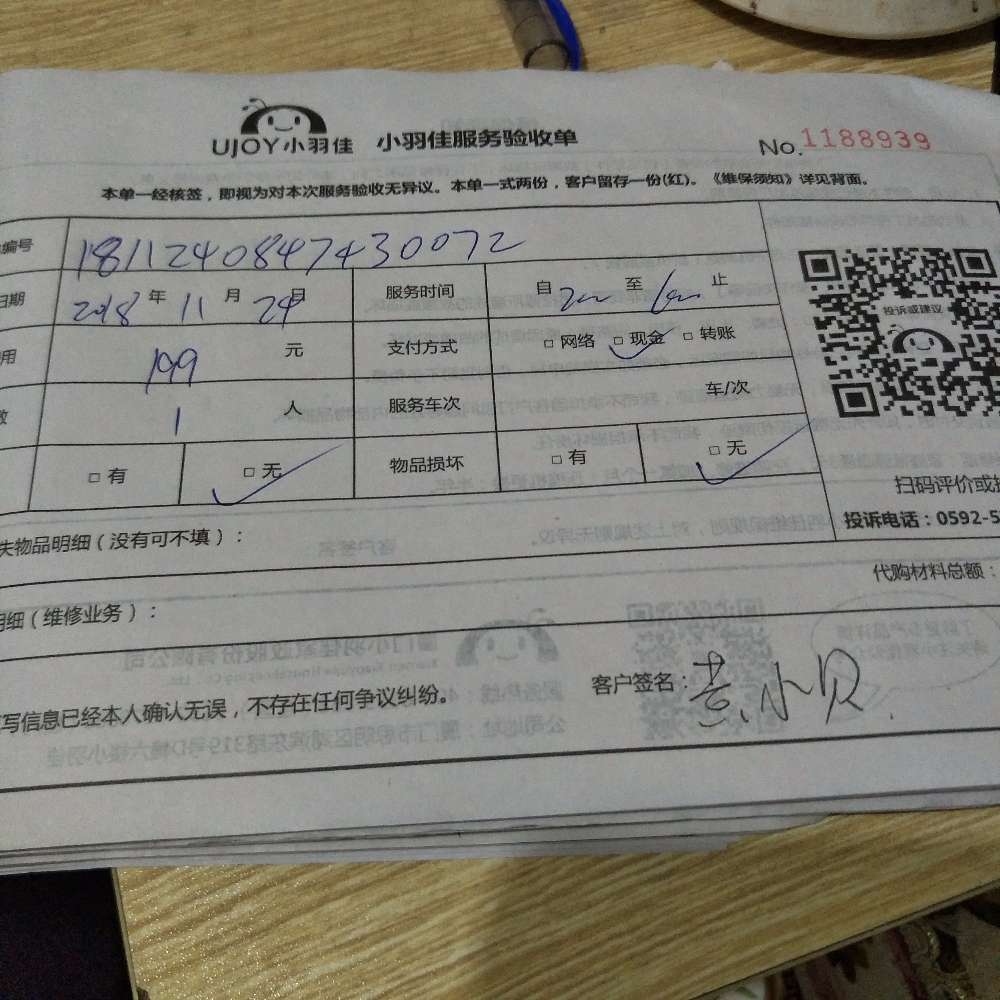 UJOY小羽佳 小羽佳服务验收单 No.1188939
本单一经核签，即视为对本次服务验收无异议。本单一式两份，客户留存一份(红)。《维保须知》详见背面。
编号 1811240847430072
日期 2018 年 11 月 24 日 服务时间 自 至 止
用 199 元 支付方式 □ 网络 □ 现金 □ 转账
数 1 人 服务车次 车/次
□ 有 □ 无 物品损坏 □ 有 □ 无
投诉或建议
扫码评价或
投诉电话：0592-5
失物品明细（没有可不填）：
代购材料总额：
明细（维修业务）：
写信息已经本人确认无误，不存在任何争议纠纷。 客户签名：黄小贝